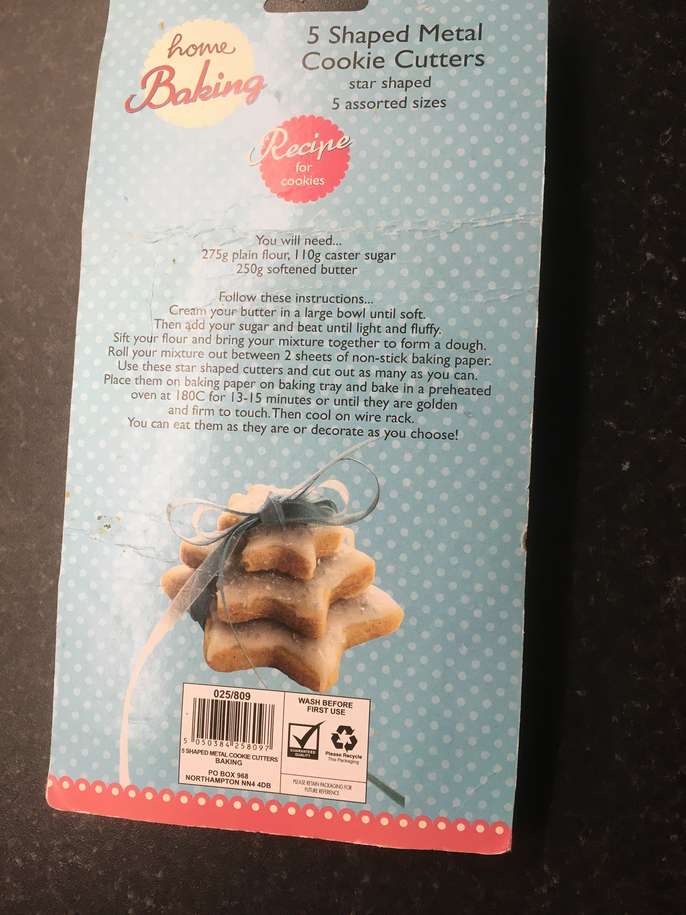 home
Baking
5 Shaped Metal
Cookie Cutters
star shaped
5 assorted sizes
Recipe
for
cookies
You will need...
275g plain flour, 110g caster sugar
250g softened butter
Follow these instructions...
Cream your butter in a large bowl until soft.
Then add your sugar and beat until light and fluffy.
Sift your flour and bring your mixture together to form a dough.
Roll your mixture out between 2 sheets of non-stick baking paper.
Use these star shaped cutters and cut out as many as you can.
Place them on baking paper on baking tray and bake in a preheated
oven at 180C for 13-15 minutes or until they are golden
and firm to touch. Then cool on wire rack.
You can eat them as they are or decorate as you choose!
025/809
5 050384 258097
5 SHAPED METAL COOKIE CUTTERS
BAKING
PO BOX 968
NORTHAMPTON NN4 4DB
WASH BEFORE
FIRST USE
GUARANTEED
QUALITY
Please Recycle
This Packaging
PLEASE RETAIN PACKAGING FOR
FUTURE REFERENCE